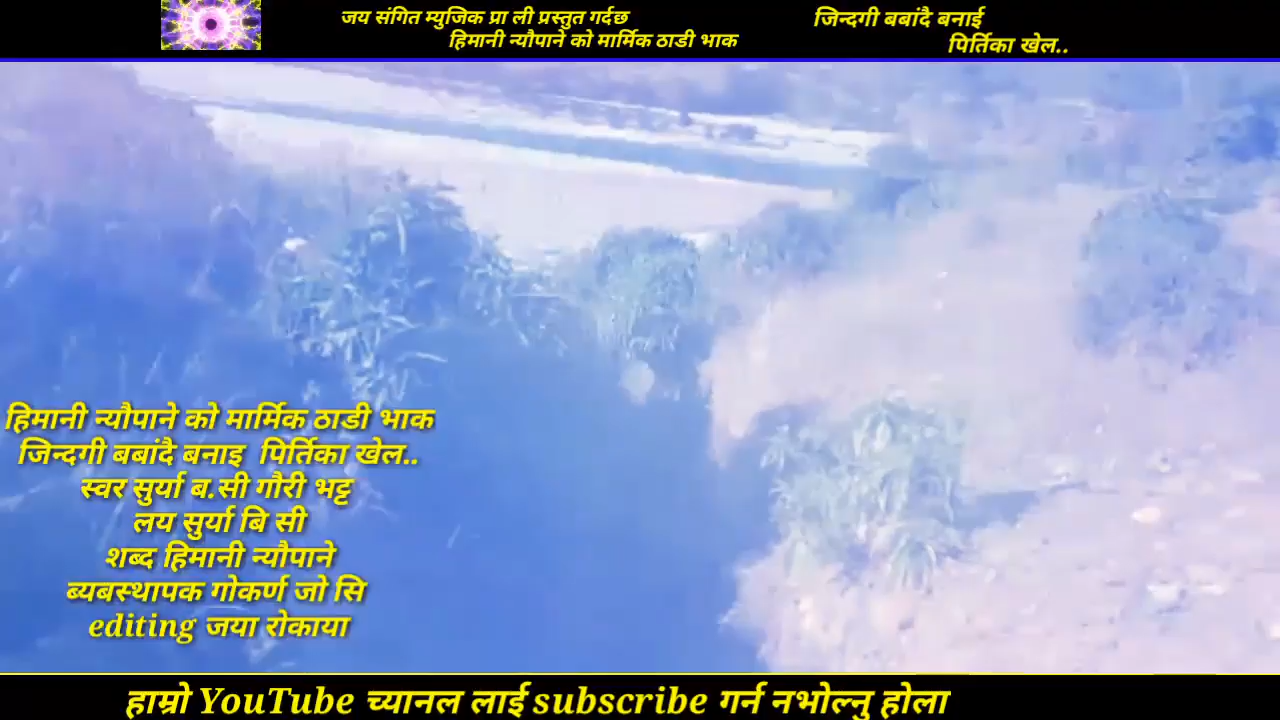 जय संगित म्युजिक प्रा ली प्रस्तुत गर्दछ
हिमानी न्यौपाने को मार्मिक ठाडी भाक
जिन्दगी बबांदै बनाई
पिर्तिका खेल..
हिमानी न्यौपाने को मार्मिक ठाडी भाक
जिन्दगी बबांदै बनाइ पिर्तिका खेल..
स्वर सुर्या ब.सी गौरी भट्ट
लय सुर्या बि सी
शब्द हिमानी न्यौपाने
ब्यबस्थापक गोकर्ण जो सि
editing जया रोकाया
हाम्रो YouTube च्यानल लाई subscribe गर्न नभोल्नु होला